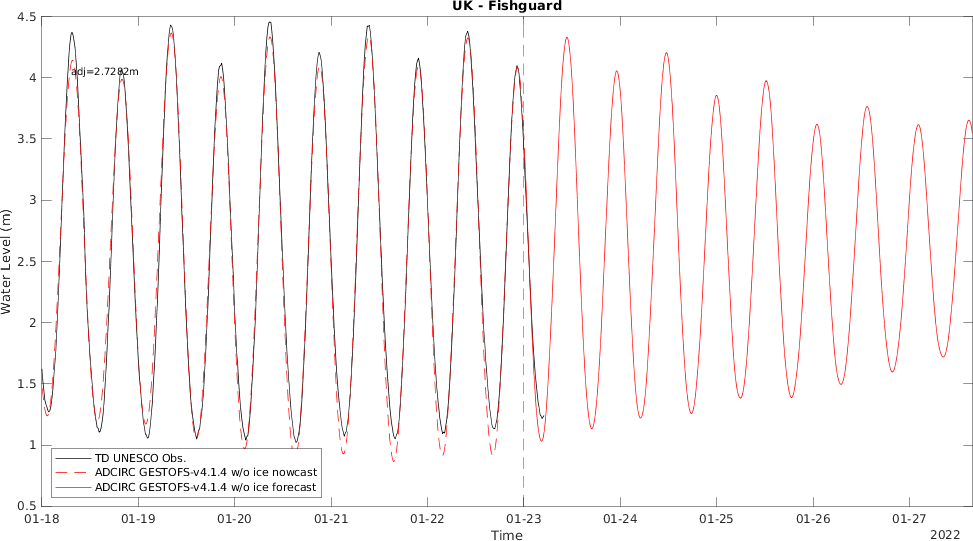 UK - Fishguard
4.5
4
3.5
3
2.5
2
1.5
1
0.5
Water Level (m)
adj=2.7282m
TD UNESCO Obs.
ADCIRC GESTOFS-v4.1.4 w/o ice nowcast
ADCIRC GESTOFS-v4.1.4 w/o ice forecast
01-18 01-19 01-20 01-21 01-22 01-23 01-24 01-25 01-26 01-27
Time
2022